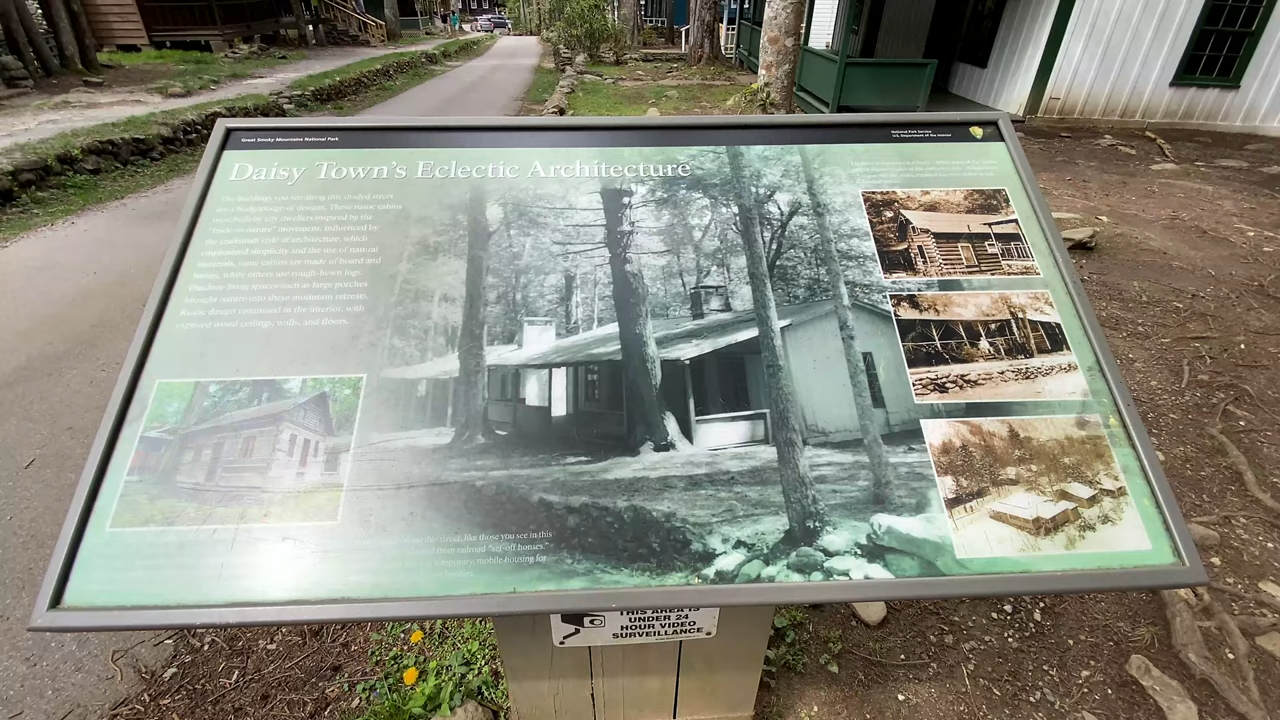 Great Smoky Mountains National Park
National Park Service
U.S. Department of the Interior
Daisy Town's Eclectic Architecture
The buildings you see along this shaded street
are a hodgepodge of designs. These rustic cabins
were built by city dwellers inspired by the
"back-to-nature" movement. Influenced by
the craftsman style of architecture, which
emphasized simplicity and the use of natural
materials, some cabins are made of board and
batten, while others use rough-hewn logs.
Outdoor living spaces such as large porches
brought nature into these mountain retreats.
Rustic design continued in the interior, with
exposed wood ceilings, walls, and floors.
this street, like those you see in this
from railroad "set-off houses,"
temporary, mobile housing for
families.
THIS AREA IS
UNDER 24
HOUR VIDEO
SURVEILLANCE